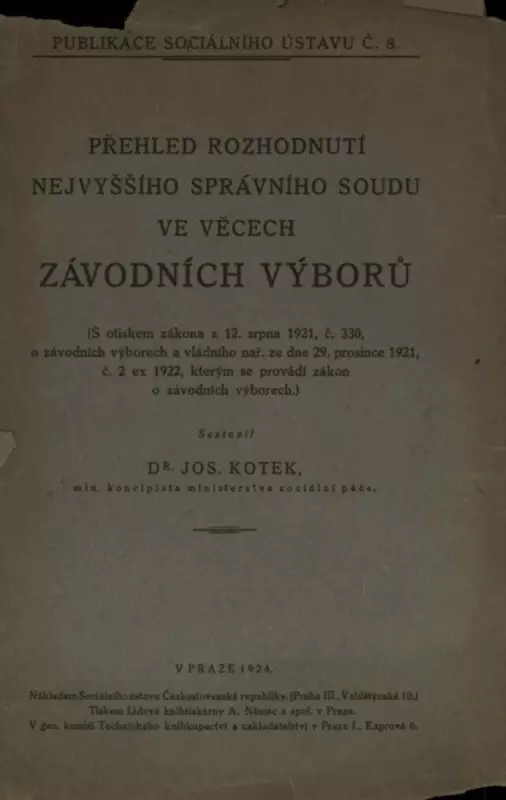 PUBLIKACE SOCIÁLNÍHO ÚSTAVU Č. 8.
PŘEHLED ROZHODNUTÍ
NEJVYŠŠÍHO SPRÁVNÍHO SOUDU
VE VĚCECH
ZÁVODNÍCH VÝBORŮ
(S otiskem zákona z 12. srpna 1921, č. 330,
o závodních výborech a vládního nař. ze dne 29. prosince 1921,
č. 2 ex 1922, kterým se provádí zákon
o závodních výborech.)
Sestavil
DR. JOS. KOTEK,
min. koncipista ministerstva sociální péče.
V PRAZE 1924.
Nákladem Sociálního ústavu Československé republiky. (Praha III., Valdštýnská 10.)
Tiskem Lidové knihtiskárny A. Němec a spol. v Praze.
V gen. komisi Technického knihkupectví a nakladatelství v Praze I., Kaprova 6.